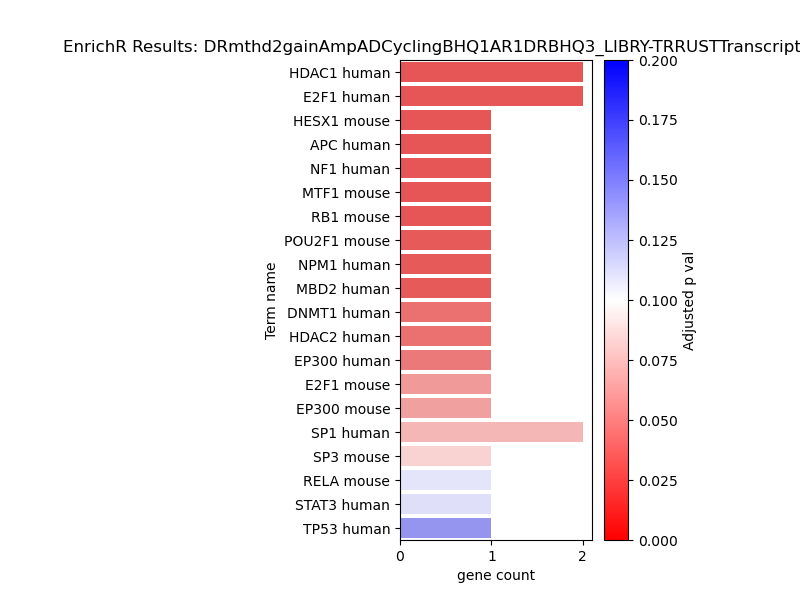 EnrichR Results: DRmthd2gainAmpADCyclingBHQ1AR1DRBHQ3_LIBRY-TRRUSTTranscript
HDAC1 human
E2F1 human
HESX1 mouse
APC human
NF1 human
MTF1 mouse
RB1 mouse
POU2F1 mouse
NPM1 human
MBD2 human
DNMT1 human
HDAC2 human
EP300 human
E2F1 mouse
EP300 mouse
SP1 human
SP3 mouse
RELA mouse
STAT3 human
TP53 human
Term name
0 1 2
gene count
0.200
0.175
0.150
0.125
0.100
0.075
0.050
0.025
0.000
Adjusted p val